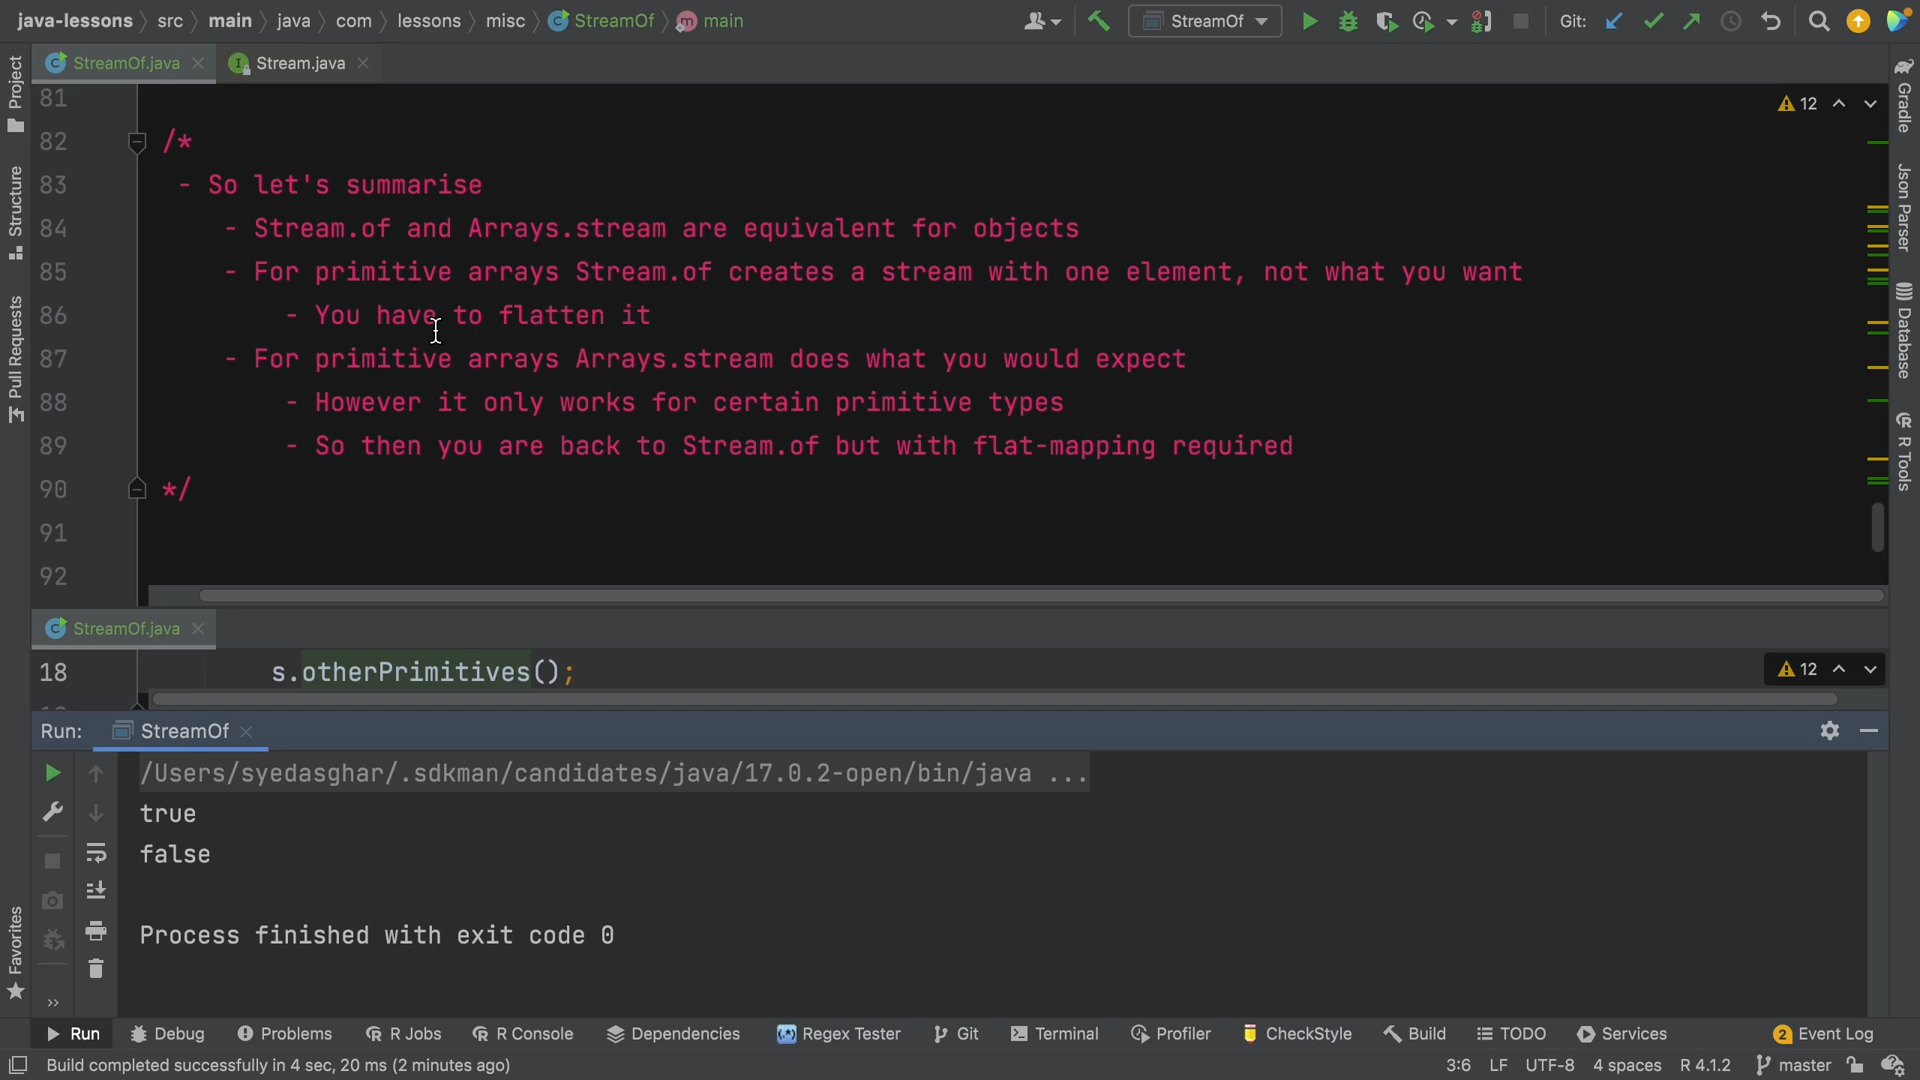 java-lessons src main java com lessons misc StreamOf main StreamOf Git:
StreamOf.java Stream.java
81
12
82 /*
83 - So let's summarise
84 - Stream.of and Arrays.stream are equivalent for objects
85 - For primitive arrays Stream.of creates a stream with one element, not what you want
86 - You have to flatten it
87 - For primitive arrays Arrays.stream does what you would expect
88 - However it only works for certain primitive types
89 - So then you are back to Stream.of but with flat-mapping required
90 */
91
92
StreamOf.java
18 s.otherPrimitives();
12
Run: StreamOf
/Users/syedasghar/.sdkman/candidates/java/17.0.2-open/bin/java ...
true
false
Process finished with exit code 0
Project
Structure
Pull Requests
Favorites
Gradle
Json Parser
Database
R Tools
Run Debug Problems R Jobs R Console Dependencies Regex Tester Git Terminal Profiler CheckStyle Build TODO Services 2 Event Log
Build completed successfully in 4 sec, 20 ms (2 minutes ago) 3:6 LF UTF-8 4 spaces R 4.1.2 master